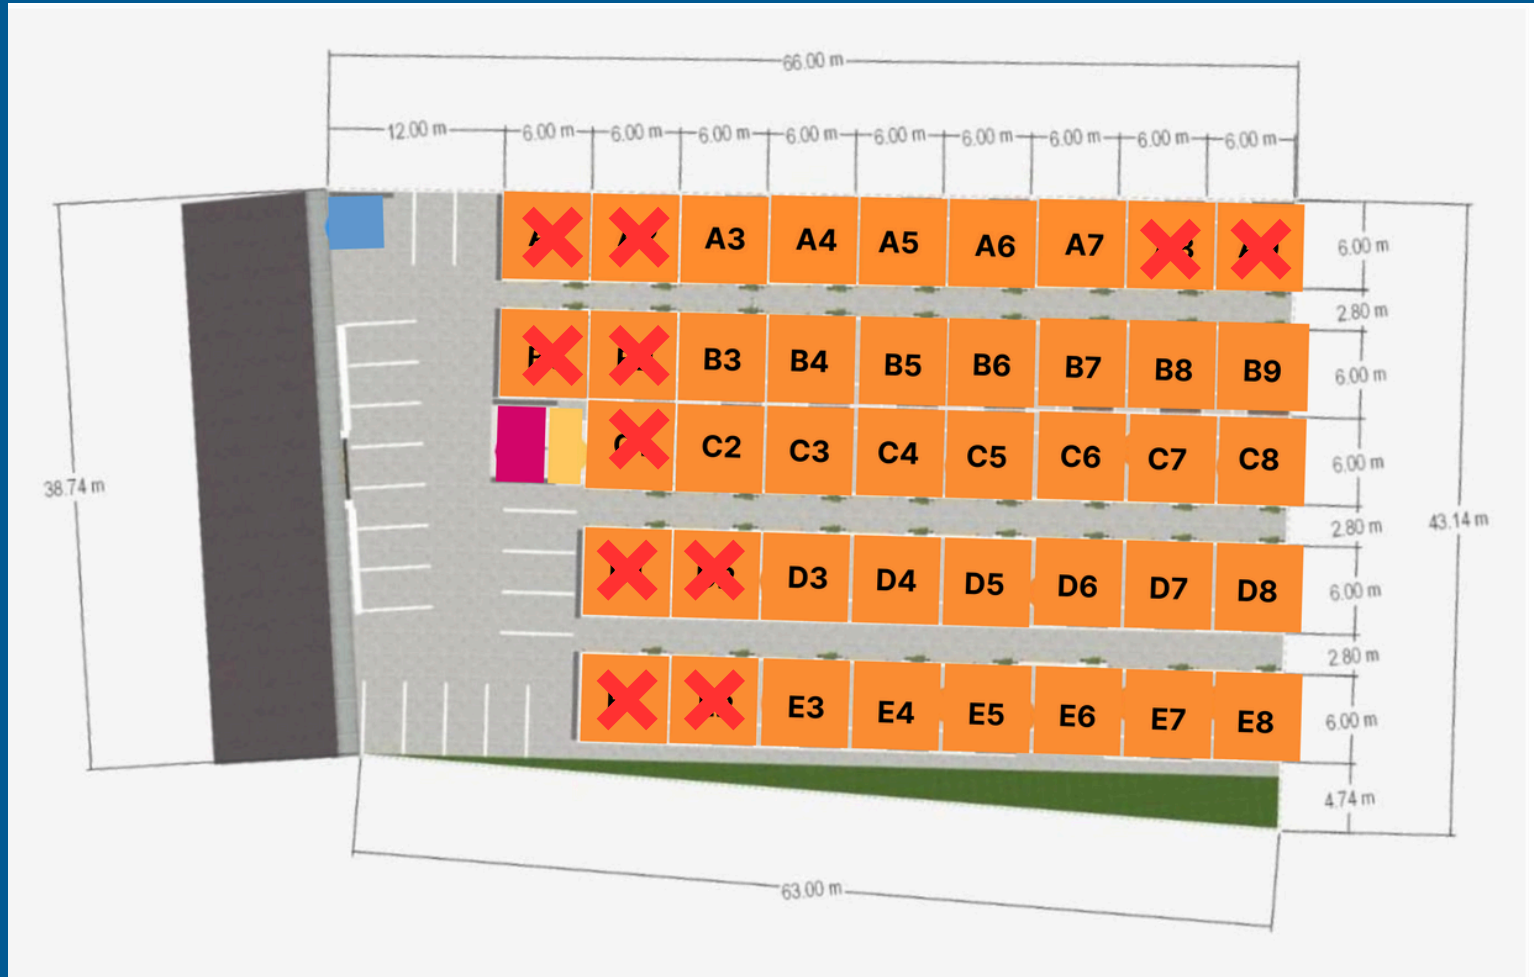 66.00 m
12.00 m 6.00 m 6.00 m 6.00 m 6.00 m 6.00 m 6.00 m 6.00 m 6.00 m 6.00 m
A3 A4 A5 A6 A7
6.00 m
2.80 m
B3 B4 B5 B6 B7 B8 B9
6.00 m
C2 C3 C4 C5 C6 C7 C8
6.00 m
38.74 m
2.80 m
43.14 m
D3 D4 D5 D6 D7 D8
6.00 m
2.80 m
E3 E4 E5 E6 E7 E8
6.00 m
4.74 m
63.00 m